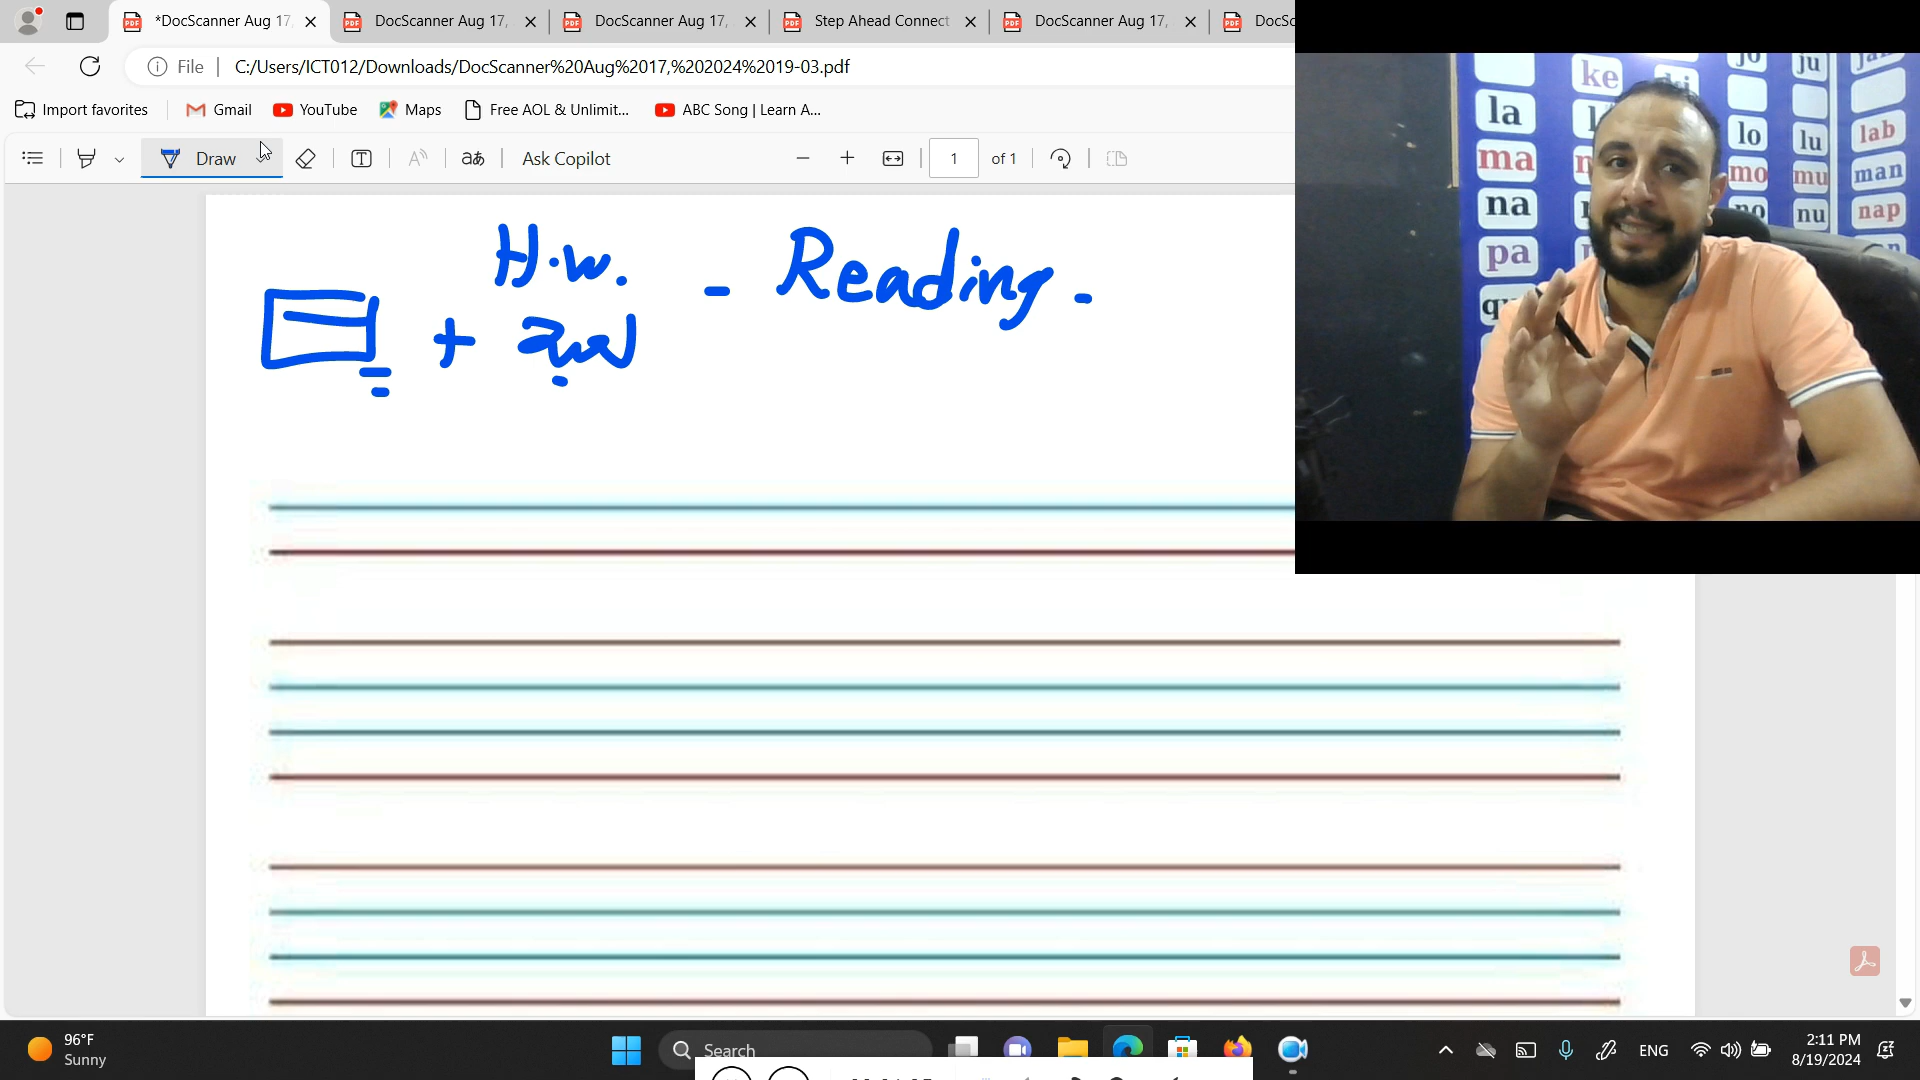 *DocScanner Aug 17,
DocScanner Aug 17,
DocScanner Aug 17,
Step Ahead Connect
DocScanner Aug 17,
DocSc
File
C:/Users/ICT012/Downloads/DocScanner%20Aug%2017,%202024%2019-03.pdf
Import favorites
Gmail
YouTube
Maps
Free AOL & Unlimit...
ABC Song | Learn A...
Draw
Ask Copilot
1 of 1
H.w. - Reading -
+
ke
ju
la
lo
lu
lab
ma
mo
mu
man
na
no
nu
nap
pa
96°F
Sunny
Search
ENG
2:11 PM
8/19/2024